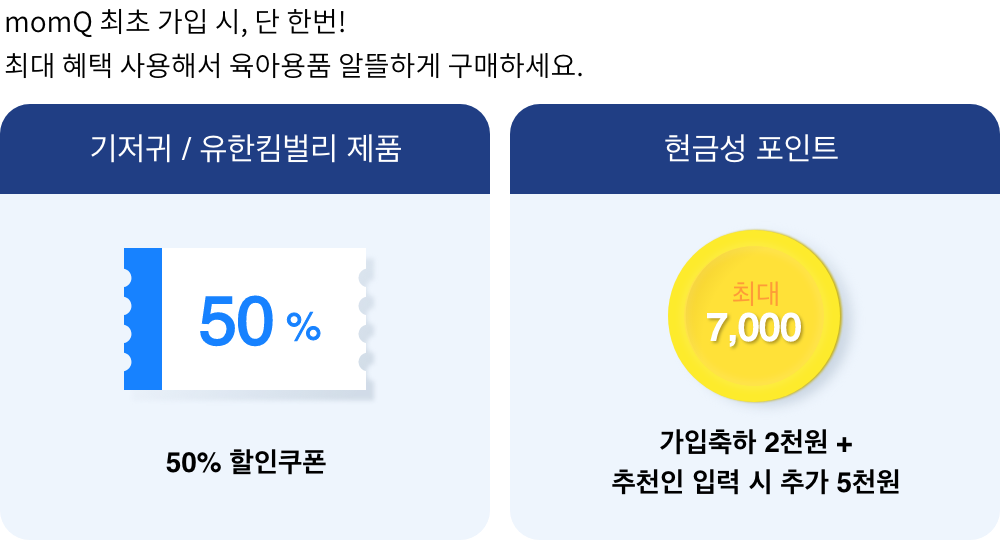 momQ 최초 가입 시, 단 한번!
최대 혜택 사용해서 육아용품 알뜰하게 구매하세요.
기저귀 / 유한킴벌리 제품
50 %
50% 할인쿠폰
현금성 포인트
최대
7,000
가입축하 2천원 +
추천인 입력 시 추가 5천원